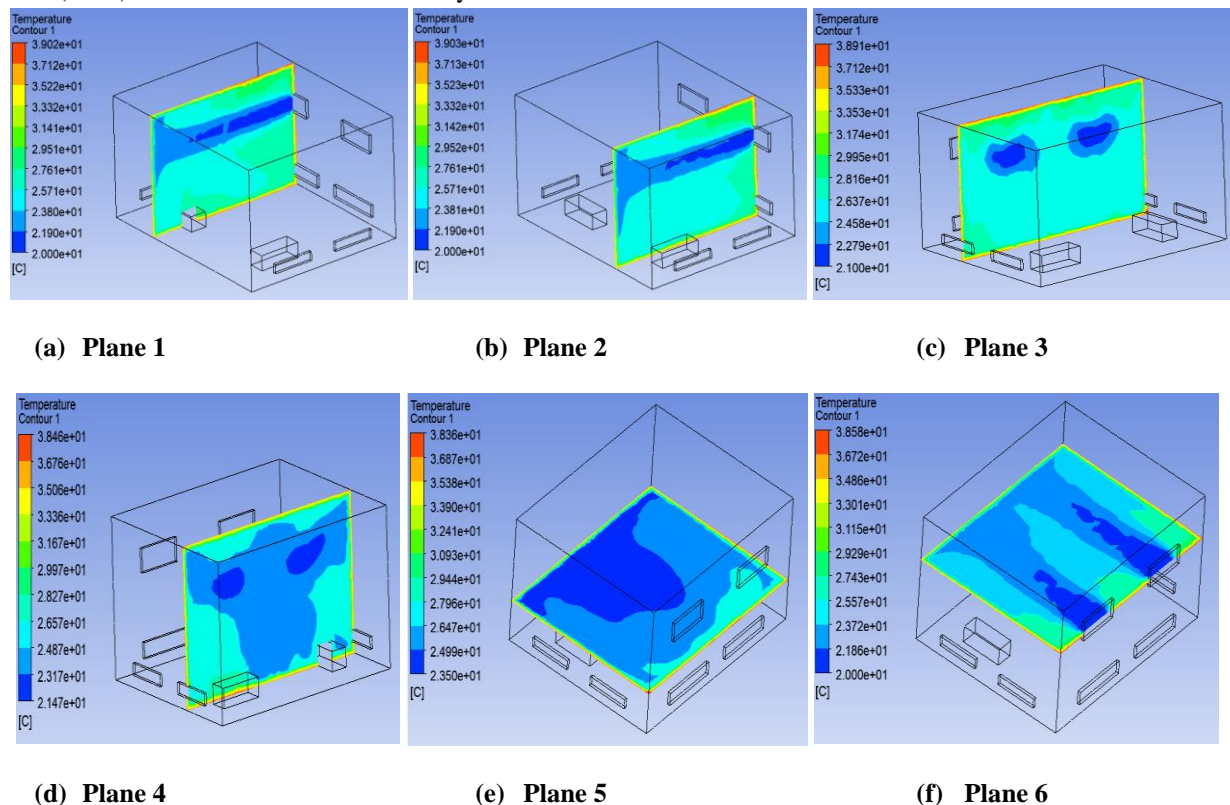 Temperature
Contour 1
3.902e+01
3.712e+01
3.522e+01
3.332e+01
3.141e+01
2.951e+01
2.761e+01
2.571e+01
2.380e+01
2.190e+01
2.000e+01
[C]
Temperature
Contour 1
3.903e+01
3.712e+01
3.522e+01
3.332e+01
3.142e+01
2.951e+01
2.761e+01
2.571e+01
2.381e+01
2.190e+01
2.000e+01
[C]
Temperature
Contour 1
3.891e+01
3.712e+01
3.533e+01
3.353e+01
3.174e+01
2.995e+01
2.816e+01
2.637e+01
2.458e+01
2.279e+01
2.100e+01
[C]
(a) Plane 1
(b) Plane 2
(c) Plane 3
Temperature
Contour 1
3.846e+01
3.676e+01
3.506e+01
3.336e+01
3.167e+01
2.997e+01
2.827e+01
2.657e+01
2.487e+01
2.317e+01
2.147e+01
[C]
Temperature
Contour 1
3.836e+01
3.687e+01
3.538e+01
3.390e+01
3.241e+01
3.093e+01
2.944e+01
2.796e+01
2.647e+01
2.499e+01
2.350e+01
[C]
Temperature
Contour 1
3.858e+01
3.672e+01
3.486e+01
3.301e+01
3.115e+01
2.929e+01
2.743e+01
2.557e+01
2.372e+01
2.186e+01
2.000e+01
[C]
(d) Plane 4
(e) Plane 5
(f) Plane 6